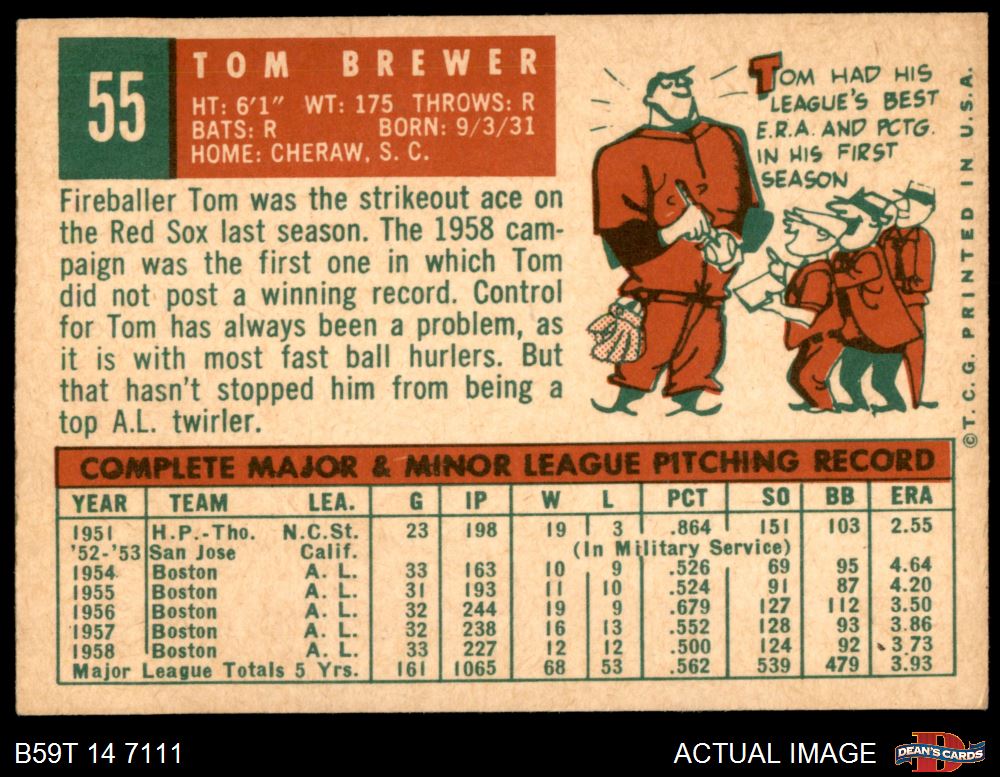 55
TOM BREWER
HT: 6'1" WT: 175 THROWS: R
BATS: R BORN: 9/3/31
HOME: CHERAW, S. C.
Fireballer Tom was the strikeout ace on
the Red Sox last season. The 1958 cam-
paign was the first one in which Tom
did not post a winning record. Control
for Tom has always been a problem, as
it is with most fast ball hurlers. But
that hasn't stopped him from being a
top A.L. twirler.
TOM HAD HIS
LEAGUE'S BEST
E.R.A. AND PCTG.
IN HIS FIRST
SEASON
©T.C.G. PRINTED IN U.S.A.
COMPLETE MAJOR & MINOR LEAGUE PITCHING RECORD
YEAR TEAM LEA. G IP W L PCT SO BB ERA
1951 H.P.-Tho. N.C.St. 23 198 19 3 .864 151 103 2.55
'52-'53 San Jose Calif. (In Military Service)
1954 Boston A. L. 33 163 10 9 .526 69 95 4.64
1955 Boston A. L. 31 193 11 10 .524 91 87 4.20
1956 Boston A. L. 32 244 19 9 .679 127 112 3.50
1957 Boston A. L. 32 238 16 13 .552 128 93 3.86
1958 Boston A. L. 33 227 12 12 .500 124 92 3.73
Major League Totals 5 Yrs. 161 1065 68 53 .562 539 479 3.93
B59T 14 7111
ACTUAL IMAGE
D
DEAN'S CARDS